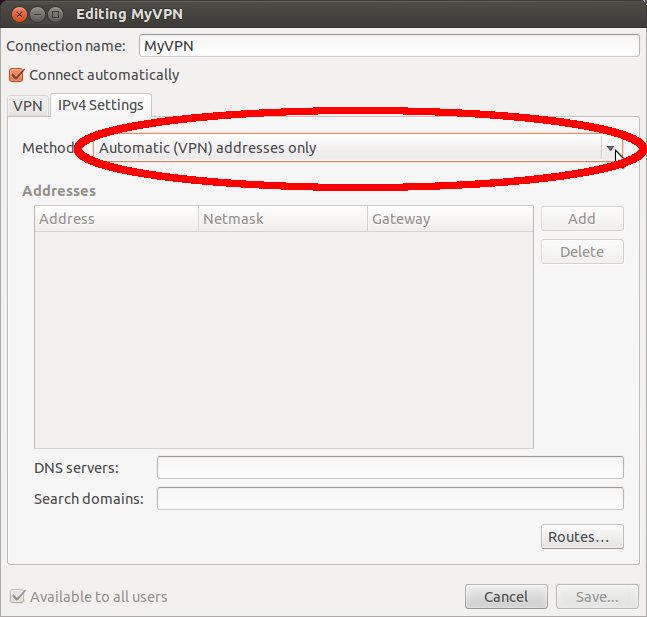 Editing MyVPN
Connection name: MyVPN
Connect automatically
VPN IPv4 Settings
Method: Automatic (VPN) addresses only
Addresses
Address Netmask Gateway Add
Delete
DNS servers:
Search domains:
Routes...
Available to all users Cancel Save...